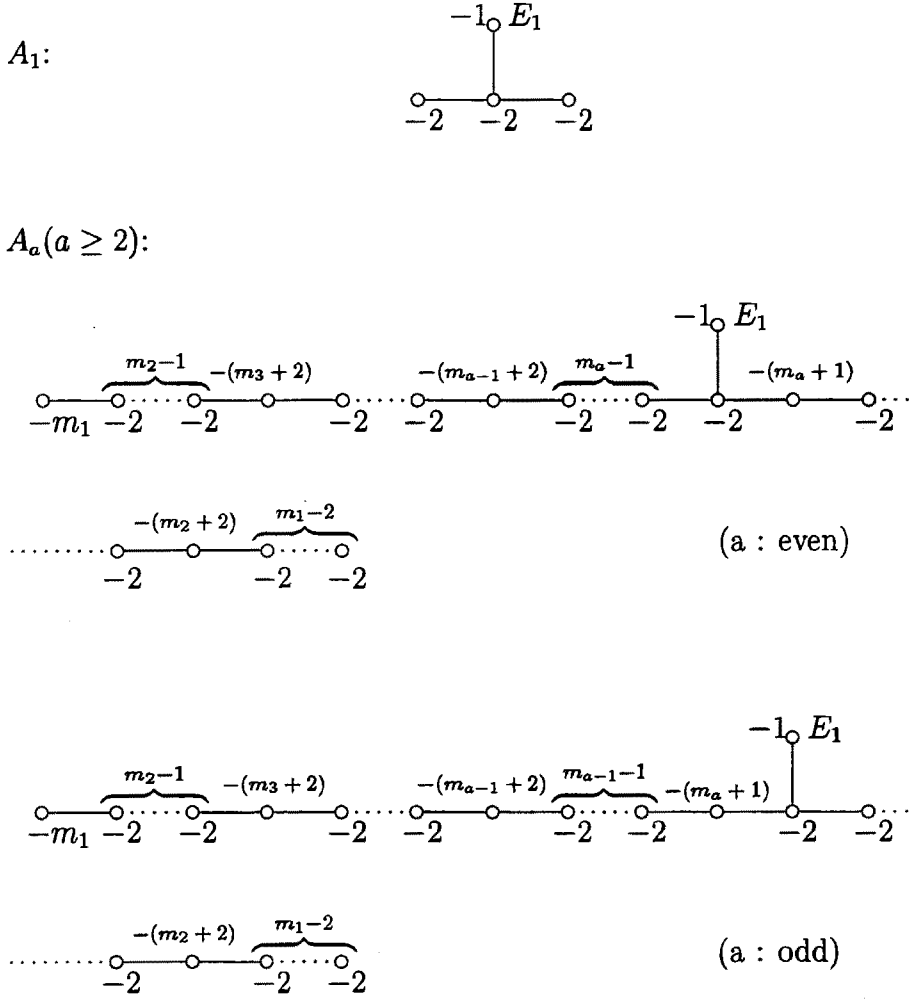 −1 E₁
A₁:
−2 −2 −2
Aₐ(a ≥ 2):
−1 E₁
m₂−1 −(m₃ + 2) −(mₐ₋₁ + 2) mₐ−1 −(mₐ + 1)
−m₁ −2 −2 −2 −2 −2 −2 −2 −2
−(m₂ + 2) m₁−2
(a : even)
−2 −2 −2
−1 E₁
m₂−1 −(m₃ + 2) −(mₐ₋₁ + 2) mₐ₋₁−1 −(mₐ + 1)
−m₁ −2 −2 −2 −2 −2 −2 −2 −2
−(m₂ + 2) m₁−2
(a : odd)
−2 −2 −2